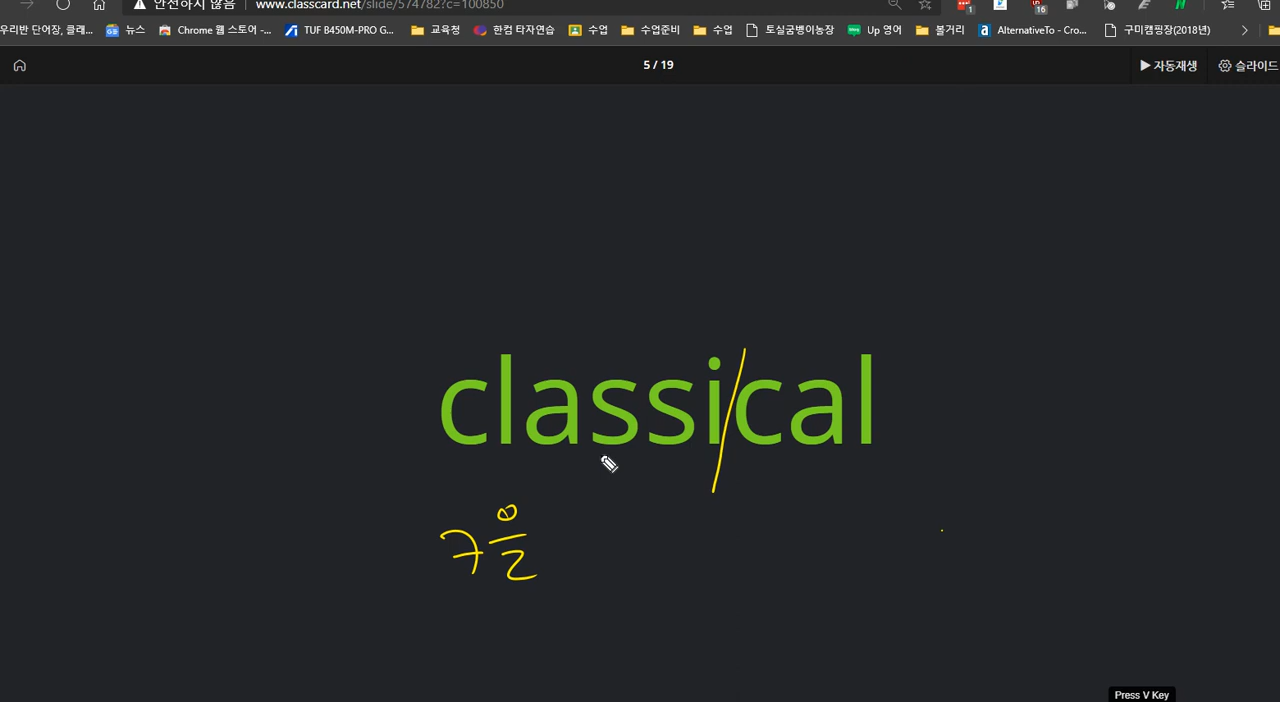 안전하지 않음 www.classcard.net/slide/574782?c=100850
우리반 단어장, 클래... 뉴스 Chrome 웹 스토어 -... TUF B450M-PRO G... 교육청 한컴 타자연습 수업 수업준비 수업 토실굼벵이농장 Up 영어 볼거리 AlternativeTo - Cro... 구미캠핑장(2018년)
5 / 19 자동재생 슬라이드
classical
ㅋ
Press V Key